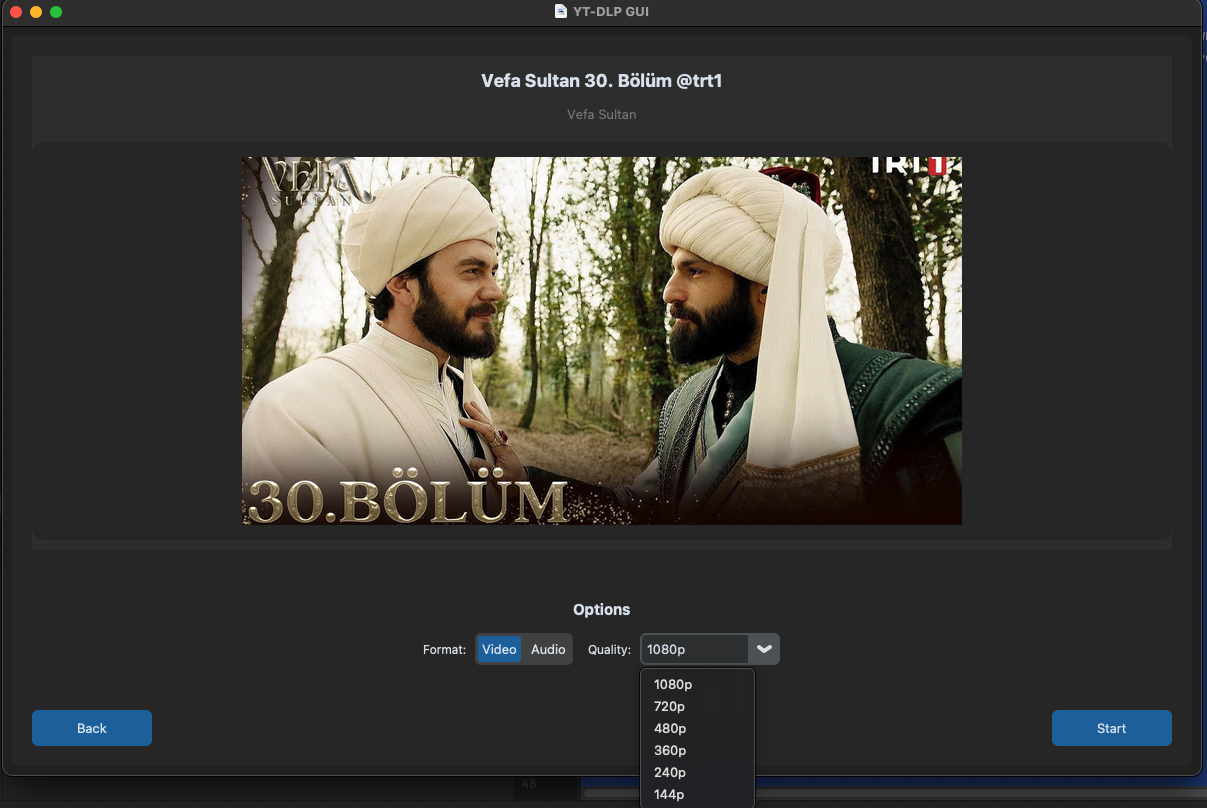 YT-DLP GUI
Vefa Sultan 30. Bölüm @trt1
Vefa Sultan
VEFA
SULTAN
TRT 1
30.BÖLÜM
Options
Format: Video Audio Quality: 1080p
1080p
720p
480p
360p
240p
144p
Back
Start
48